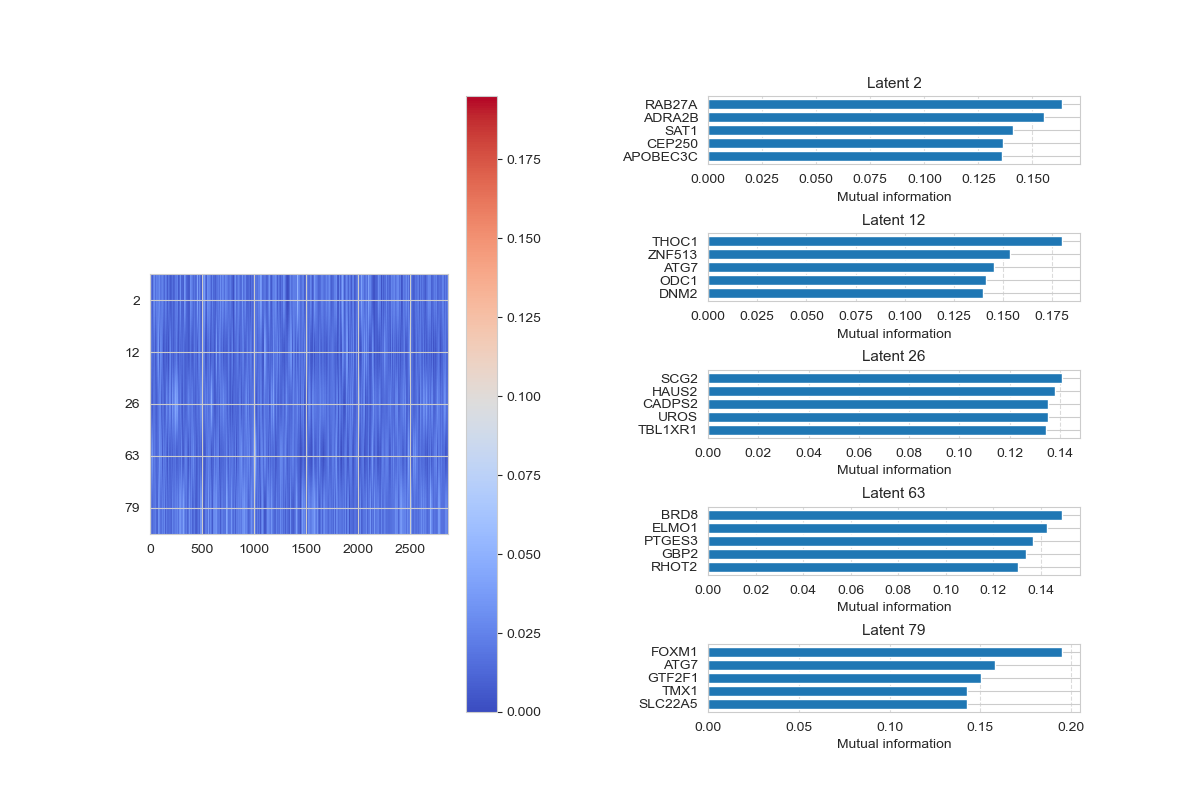 0.175
0.150
0.125
0.100
0.075
0.050
0.025
0.000
2
12
26
63
79
0 500 1000 1500 2000 2500
Latent 2
RAB27A
ADRA2B
SAT1
CEP250
APOBEC3C
0.000 0.025 0.050 0.075 0.100 0.125 0.150
Mutual information
Latent 12
THOC1
ZNF513
ATG7
ODC1
DNM2
0.000 0.025 0.050 0.075 0.100 0.125 0.150 0.175
Mutual information
Latent 26
SCG2
HAUS2
CADPS2
UROS
TBL1XR1
0.00 0.02 0.04 0.06 0.08 0.10 0.12 0.14
Mutual information
Latent 63
BRD8
ELMO1
PTGES3
GBP2
RHOT2
0.00 0.02 0.04 0.06 0.08 0.10 0.12 0.14
Mutual information
Latent 79
FOXM1
ATG7
GTF2F1
TMX1
SLC22A5
0.00 0.05 0.10 0.15 0.20
Mutual information